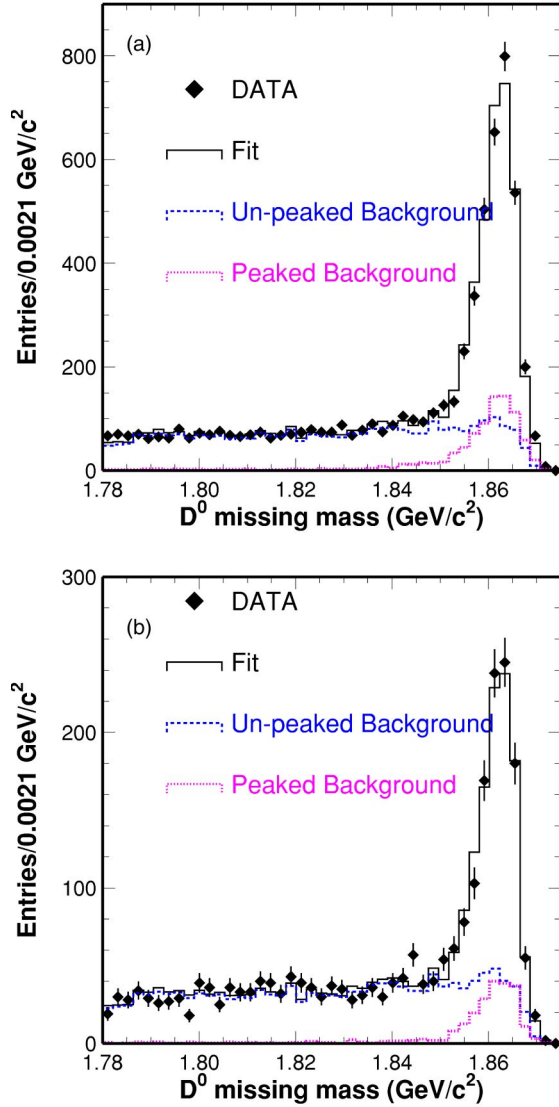 (a)
DATA
Fit
Un-peaked Background
Peaked Background
Entries/0.0021 GeV/c²
800
600
400
200
0
1.78 1.80 1.82 1.84 1.86
D⁰ missing mass (GeV/c²)
(b)
DATA
Fit
Un-peaked Background
Peaked Background
Entries/0.0021 GeV/c²
300
200
100
0
1.78 1.80 1.82 1.84 1.86
D⁰ missing mass (GeV/c²)